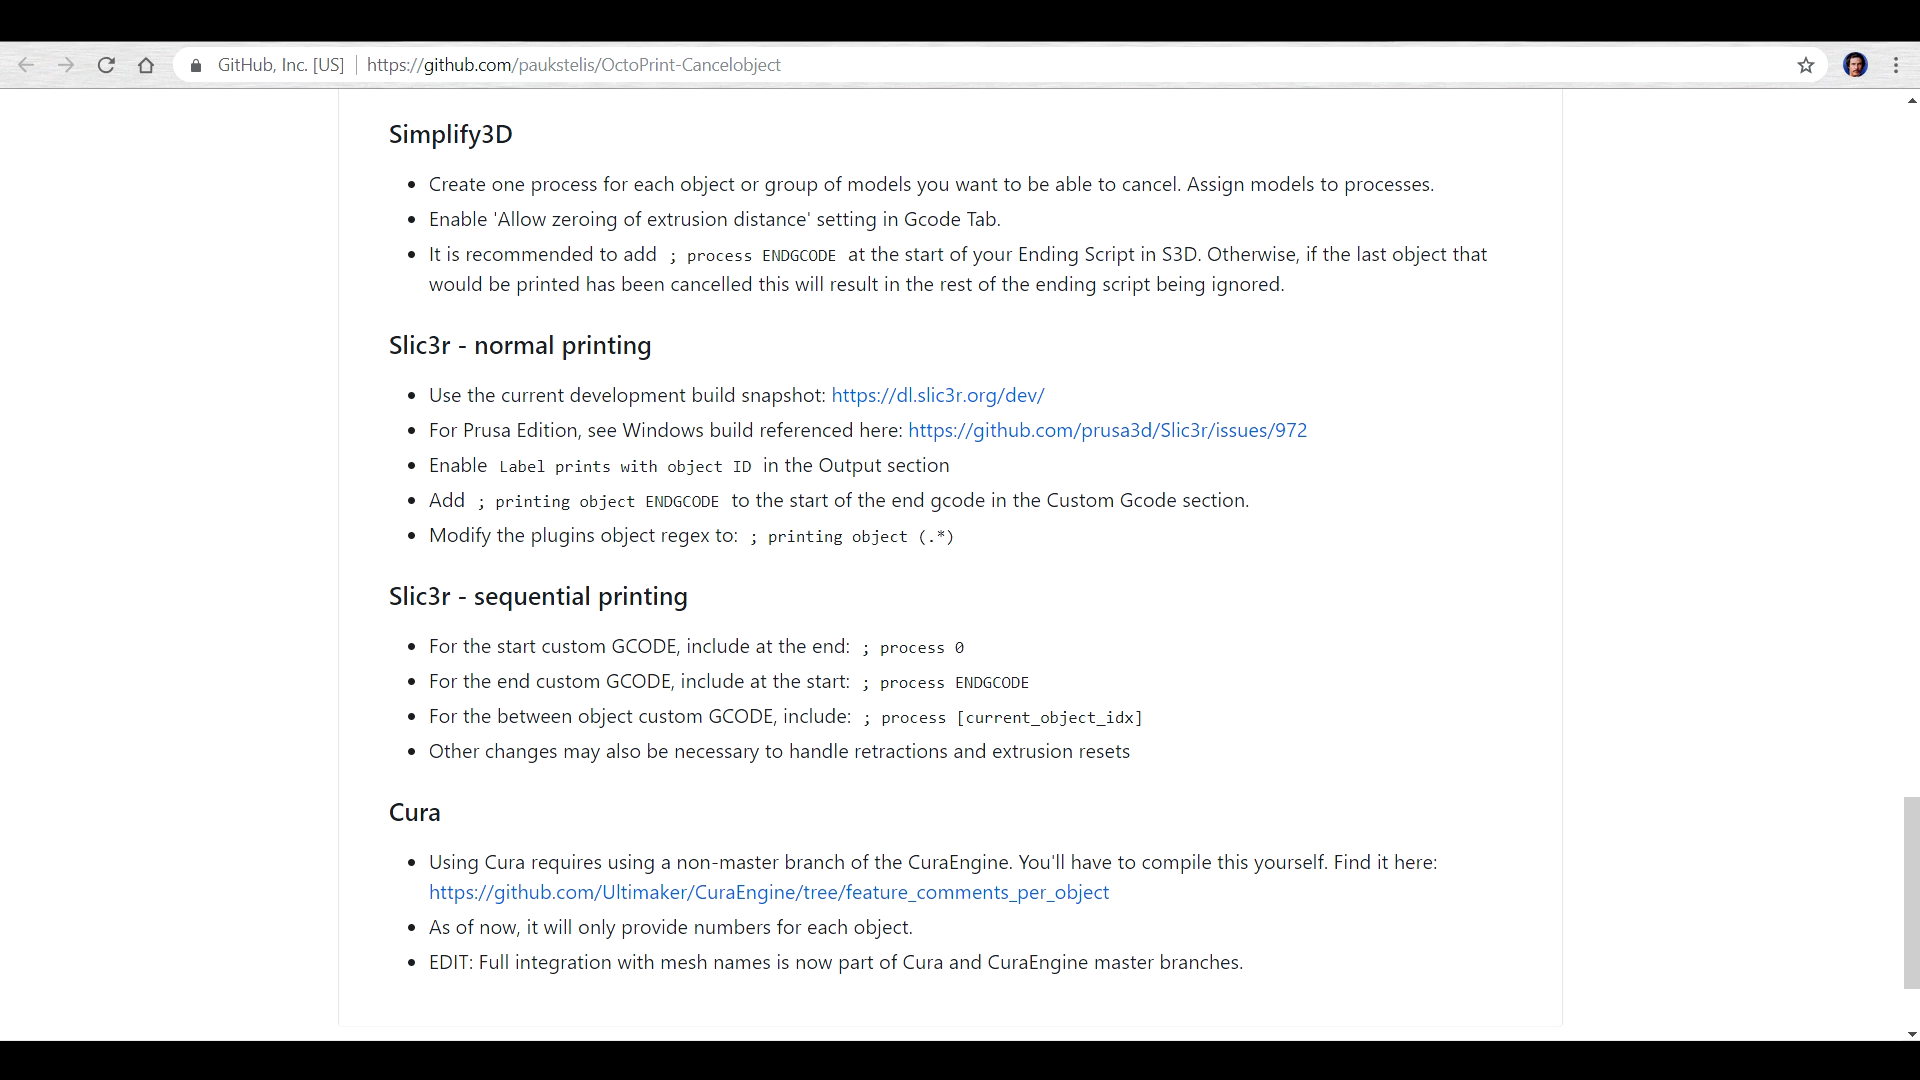 GitHub, Inc. [US] https://github.com/paukstelis/OctoPrint-Cancelobject
Simplify3D
Create one process for each object or group of models you want to be able to cancel. Assign models to processes.
Enable 'Allow zeroing of extrusion distance' setting in Gcode Tab.
It is recommended to add ; process ENDGCODE at the start of your Ending Script in S3D. Otherwise, if the last object that
would be printed has been cancelled this will result in the rest of the ending script being ignored.
Slic3r - normal printing
Use the current development build snapshot: https://dl.slic3r.org/dev/
For Prusa Edition, see Windows build referenced here: https://github.com/prusa3d/Slic3r/issues/972
Enable Label prints with object ID in the Output section
Add ; printing object ENDGCODE to the start of the end gcode in the Custom Gcode section.
Modify the plugins object regex to: ; printing object (.*)
Slic3r - sequential printing
For the start custom GCODE, include at the end: ; process 0
For the end custom GCODE, include at the start: ; process ENDGCODE
For the between object custom GCODE, include: ; process [current_object_idx]
Other changes may also be necessary to handle retractions and extrusion resets
Cura
Using Cura requires using a non-master branch of the CuraEngine. You'll have to compile this yourself. Find it here:
https://github.com/Ultimaker/CuraEngine/tree/feature_comments_per_object
As of now, it will only provide numbers for each object.
EDIT: Full integration with mesh names is now part of Cura and CuraEngine master branches.